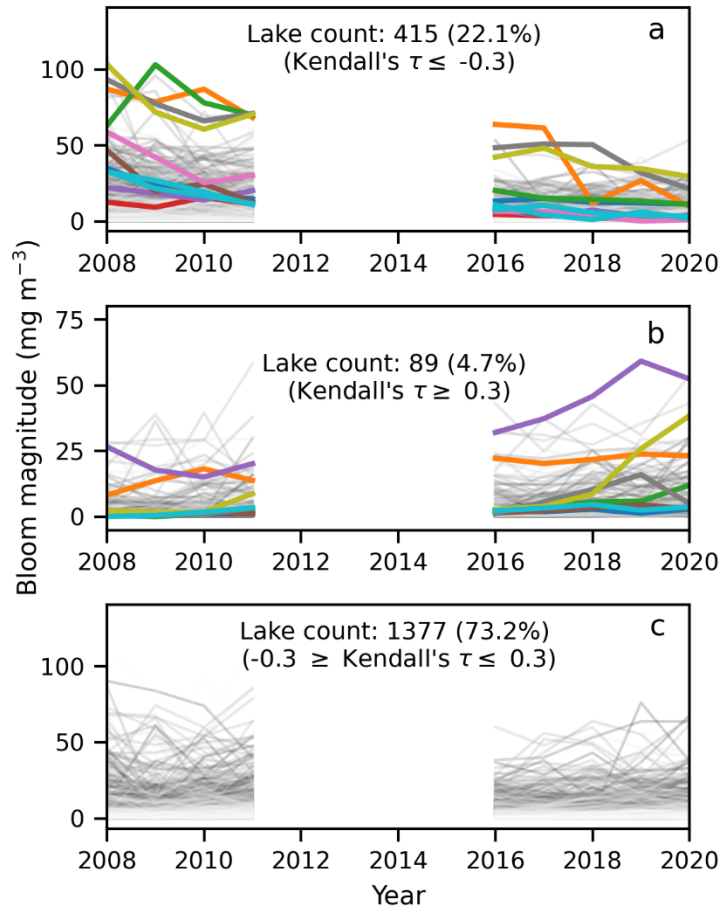 Bloom magnitude (mg m⁻³)
Lake count: 415 (22.1%)
(Kendall's τ ≤ -0.3)
a
100
50
0
2008 2010 2012 2014 2016 2018 2020
Lake count: 89 (4.7%)
(Kendall's τ ≥ 0.3)
b
75
50
25
0
2008 2010 2012 2014 2016 2018 2020
Lake count: 1377 (73.2%)
(-0.3 ≥ Kendall's τ ≤ 0.3)
c
100
50
0
2008 2010 2012 2014 2016 2018 2020
Year